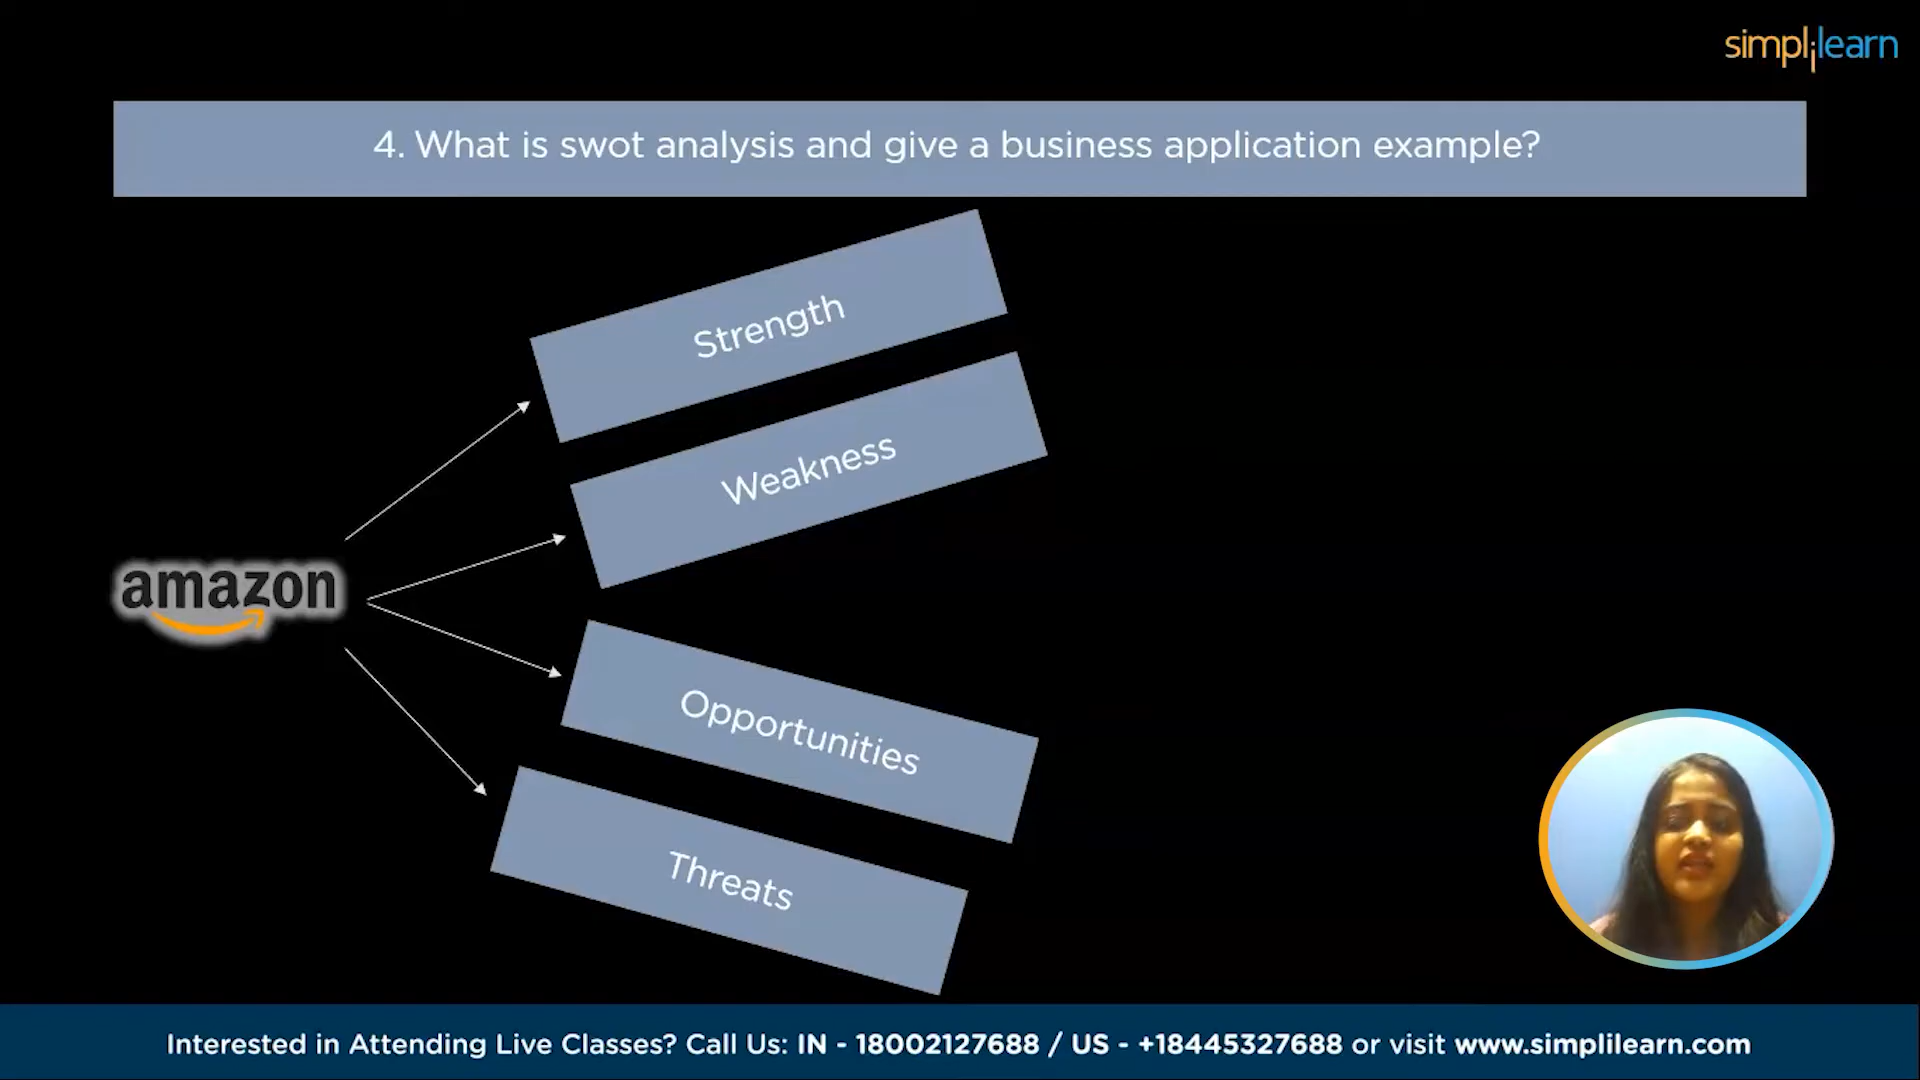 simplilearn
4. What is swot analysis and give a business application example?
Strength
Weakness
amazon
Opportunities
Threats
Interested in Attending Live Classes? Call Us: IN - 18002127688 / US - +18445327688 or visit www.simplilearn.com